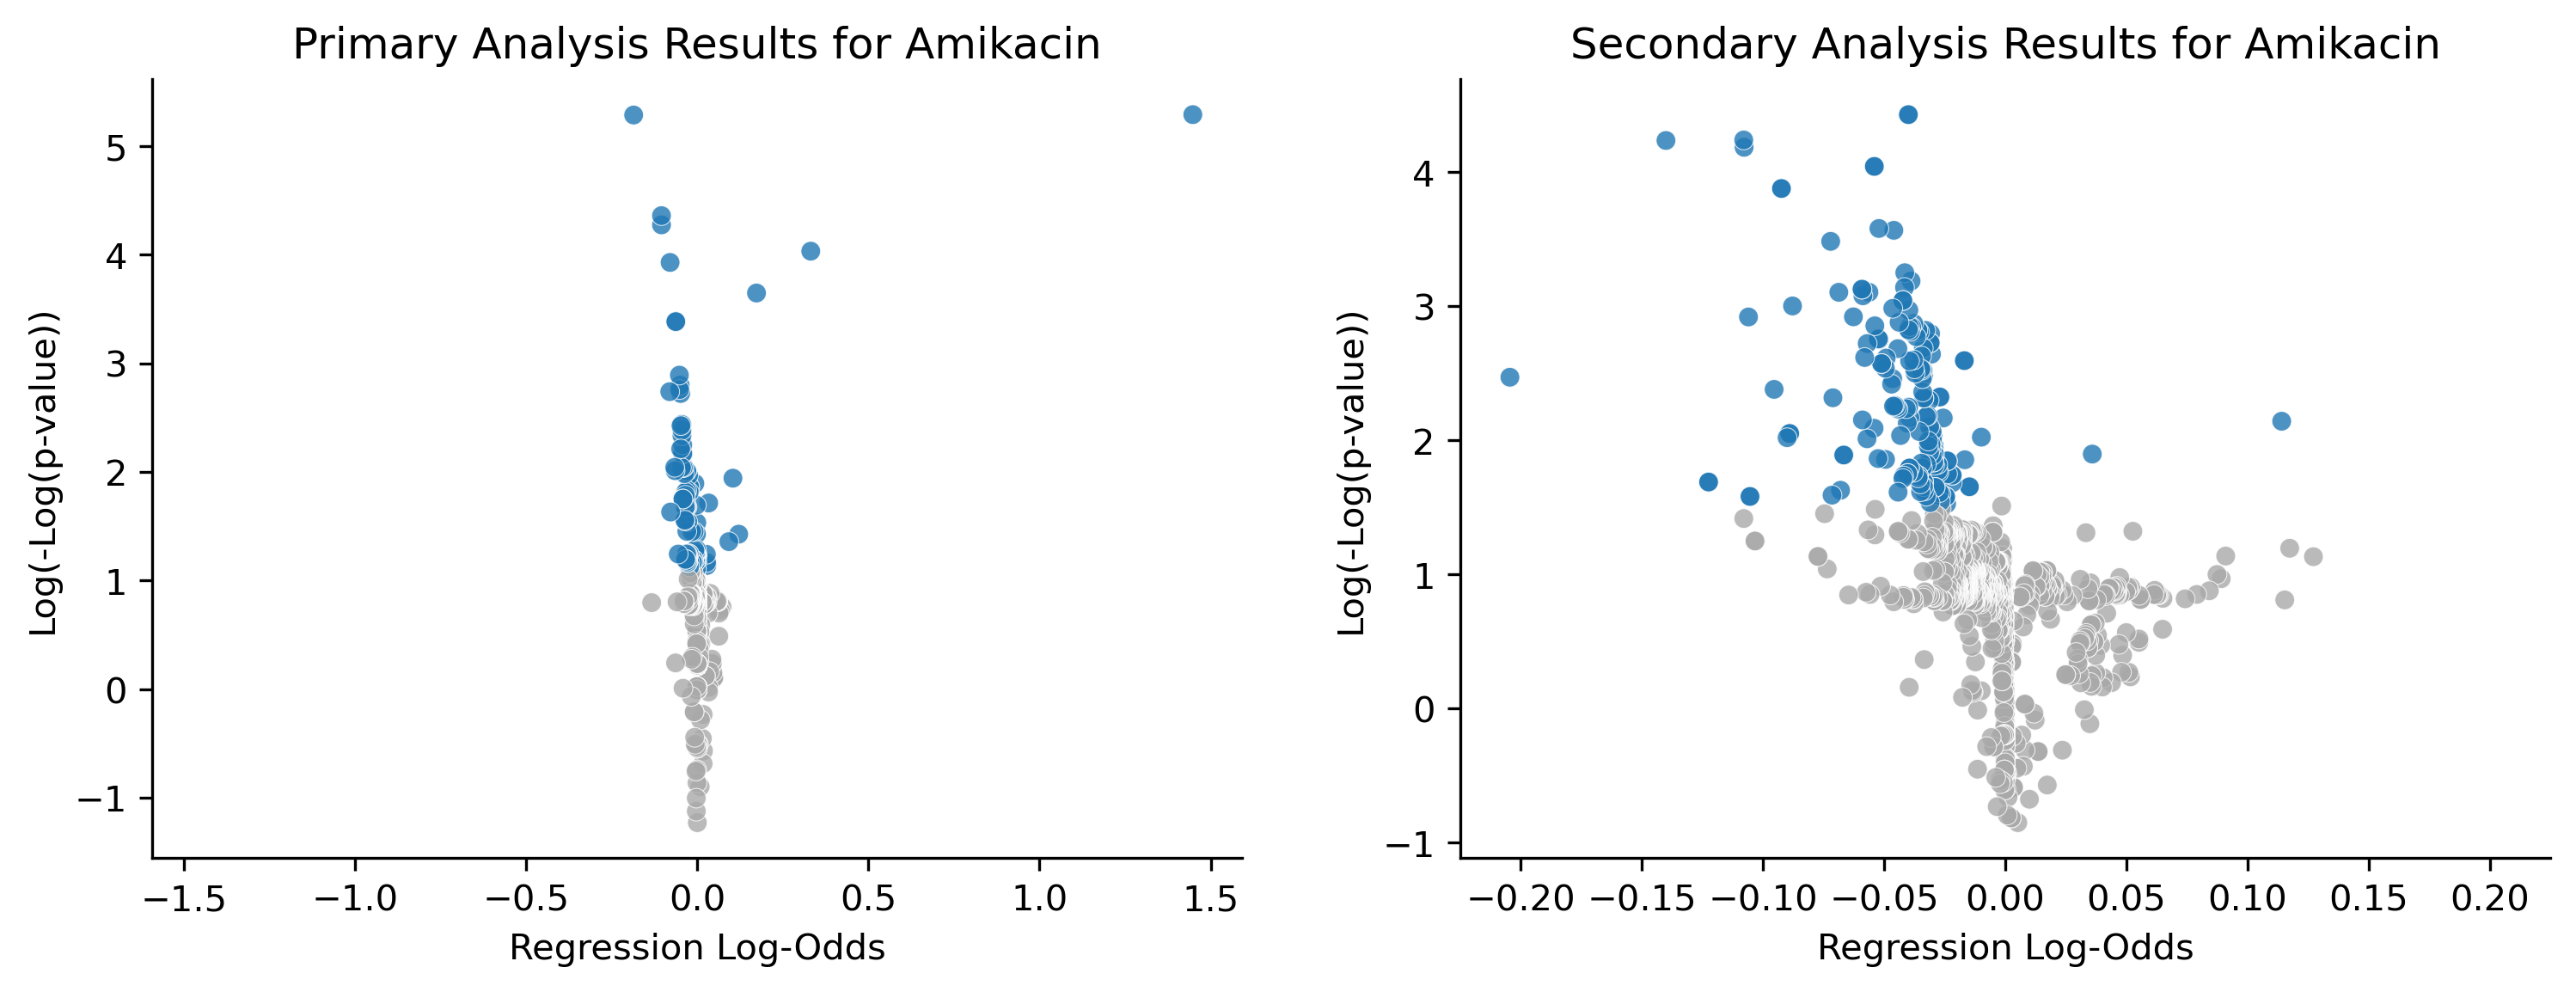 Primary Analysis Results for Amikacin
Log(-Log(p-value))
5
4
3
2
1
0
−1
−1.5 −1.0 −0.5 0.0 0.5 1.0 1.5
Regression Log-Odds
Secondary Analysis Results for Amikacin
Log(-Log(p-value))
4
3
2
1
0
−1
−0.20 −0.15 −0.10 −0.05 0.00 0.05 0.10 0.15 0.20
Regression Log-Odds